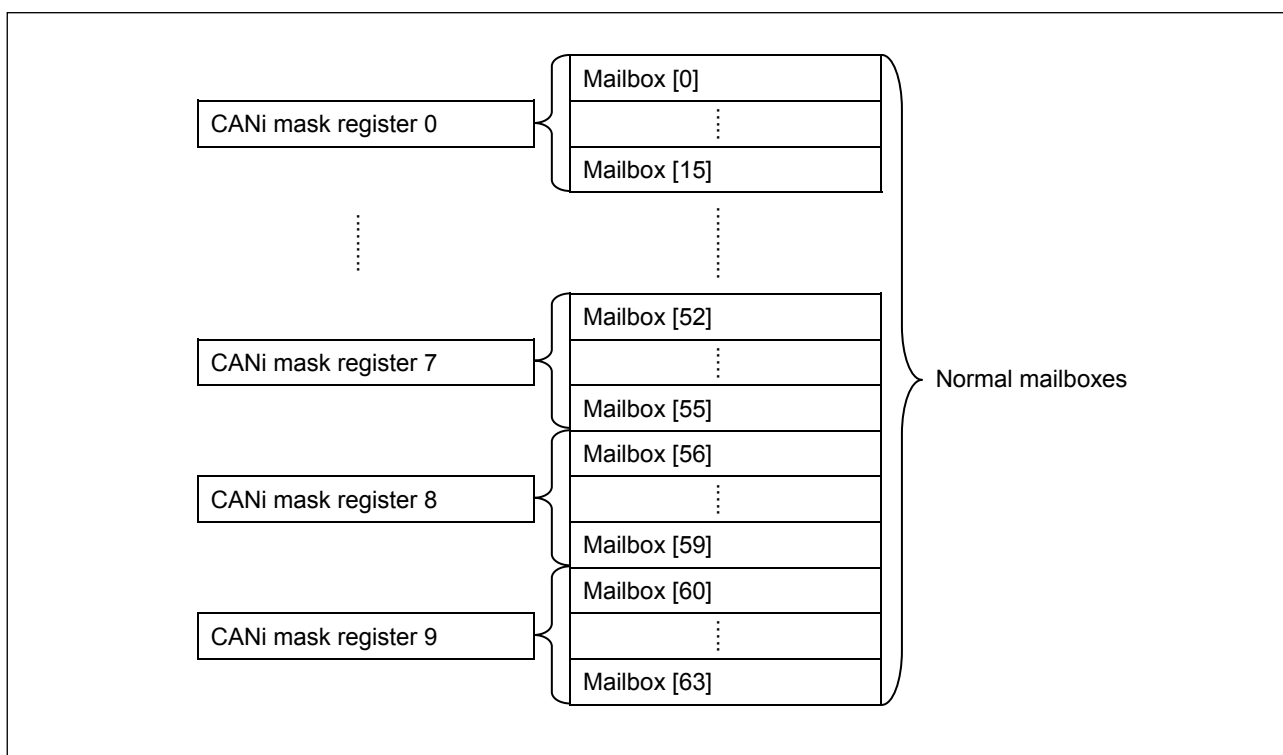 Mailbox [0]
CANi mask register 0
Mailbox [15]
Mailbox [52]
CANi mask register 7
Mailbox [55]
Normal mailboxes
Mailbox [56]
CANi mask register 8
Mailbox [59]
Mailbox [60]
CANi mask register 9
Mailbox [63]